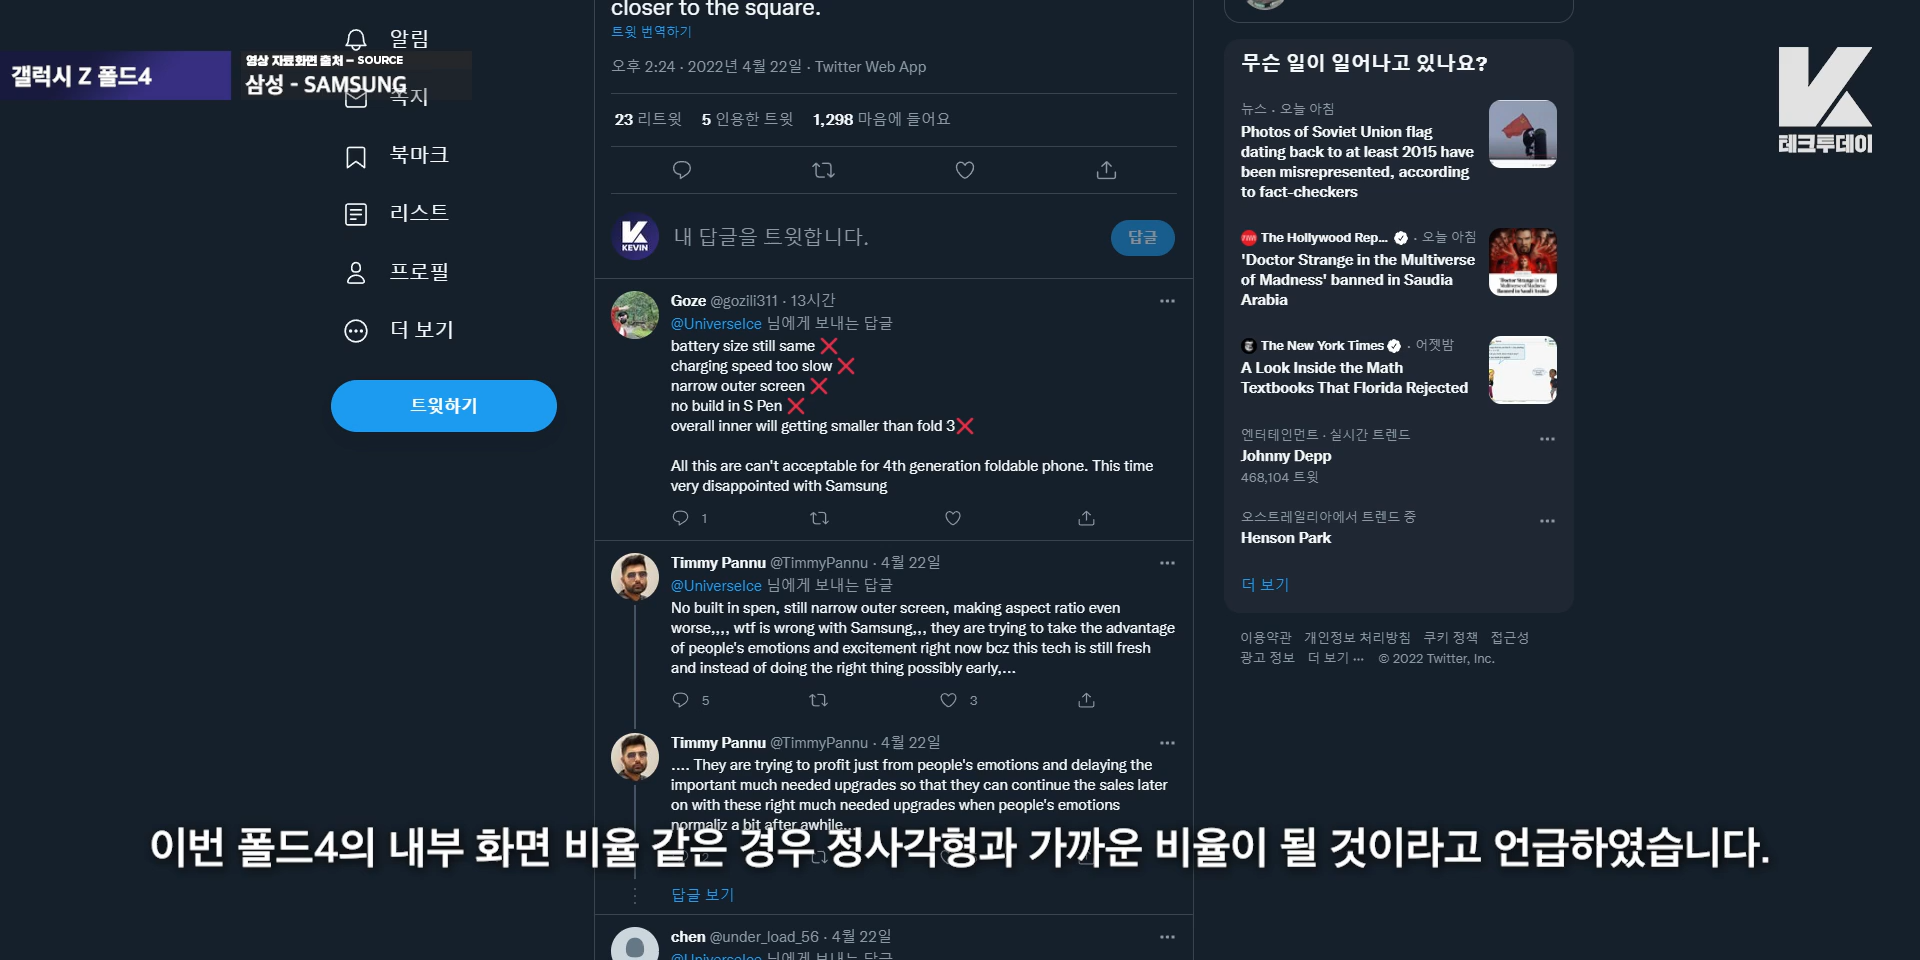 closer to the square.
트윗 번역하기
오후 2:24 · 2022년 4월 22일 · Twitter Web App
23 리트윗 5 인용한 트윗 1,298 마음에 들어요
내 답글을 트윗합니다.
답글
KEVIN
알림
갤럭시 Z 폴드4
영상 자료화면 출처 – SOURCE
삼성 - SAMSUNG
쪽지
북마크
리스트
프로필
더 보기
트윗하기
Goze @gozili311 · 13시간
@UniverseIce 님에게 보내는 답글
battery size still same ❌
charging speed too slow ❌
narrow outer screen ❌
no build in S Pen ❌
overall inner will getting smaller than fold 3❌
All this are can't acceptable for 4th generation foldable phone. This time
very disappointed with Samsung
1
Timmy Pannu @TimmyPannu · 4월 22일
@UniverseIce 님에게 보내는 답글
No built in spen, still narrow outer screen, making aspect ratio even
worse,,,, wtf is wrong with Samsung,,, they are trying to take the advantage
of people's emotions and excitement right now bcz this tech is still fresh
and instead of doing the right thing possibly early,...
5 3
Timmy Pannu @TimmyPannu · 4월 22일
.... They are trying to profit just from people's emotions and delaying the
important much needed upgrades so that they can continue the sales later
on with these right much needed upgrades when people's emotions
normaliz a bit after awhile..
2
답글 보기
chen @under_load_56 · 4월 22일
@UniverseIce 님에게 보내는 답글
이번 폴드4의 내부 화면 비율 같은 경우 정사각형과 가까운 비율이 될 것이라고 언급하였습니다.
무슨 일이 일어나고 있나요?
뉴스 · 오늘 아침
Photos of Soviet Union flag
dating back to at least 2015 have
been misrepresented, according
to fact-checkers
The Hollywood Rep... · 오늘 아침
'Doctor Strange in the Multiverse
of Madness' banned in Saudia
Arabia
The New York Times · 어젯밤
A Look Inside the Math
Textbooks That Florida Rejected
엔터테인먼트 · 실시간 트렌드
Johnny Depp
468,104 트윗
오스트레일리아에서 트렌드 중
Henson Park
더 보기
이용약관 개인정보 처리방침 쿠키 정책 접근성
광고 정보 더 보기 ··· © 2022 Twitter, Inc.
K
테크투데이